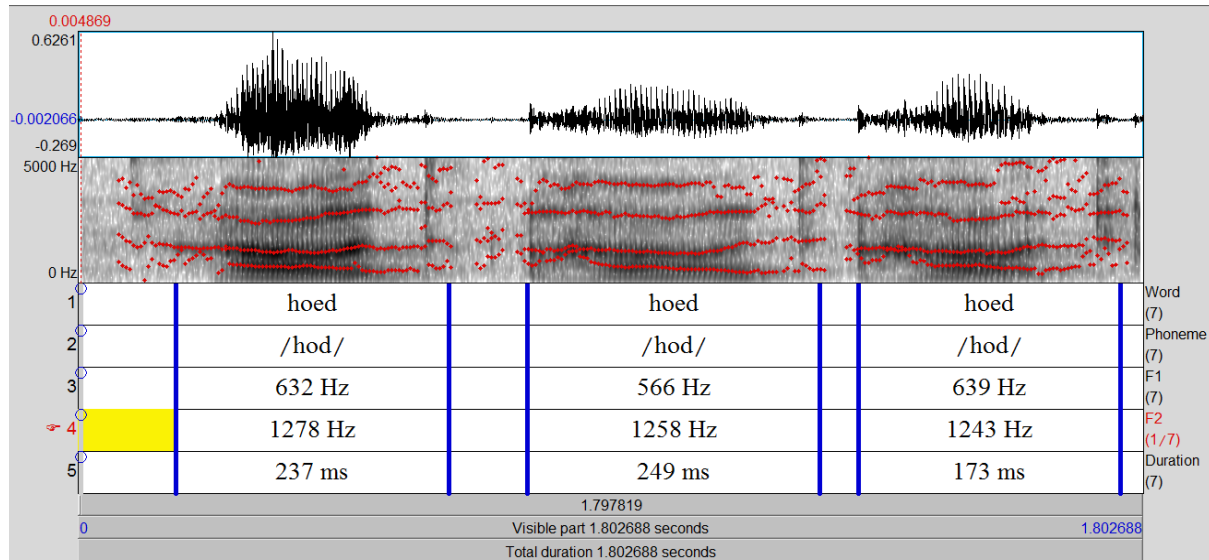 0.004869
0.6261
-0.002066
-0.269
5000 Hz
0 Hz
1 hoed hoed hoed Word (7)
2 /hod/ /hod/ /hod/ Phoneme (7)
3 632 Hz 566 Hz 639 Hz F1 (7)
☞ 4 1278 Hz 1258 Hz 1243 Hz F2 (1/7)
5 237 ms 249 ms 173 ms Duration (7)
1.797819
0 Visible part 1.802688 seconds 1.802688
Total duration 1.802688 seconds